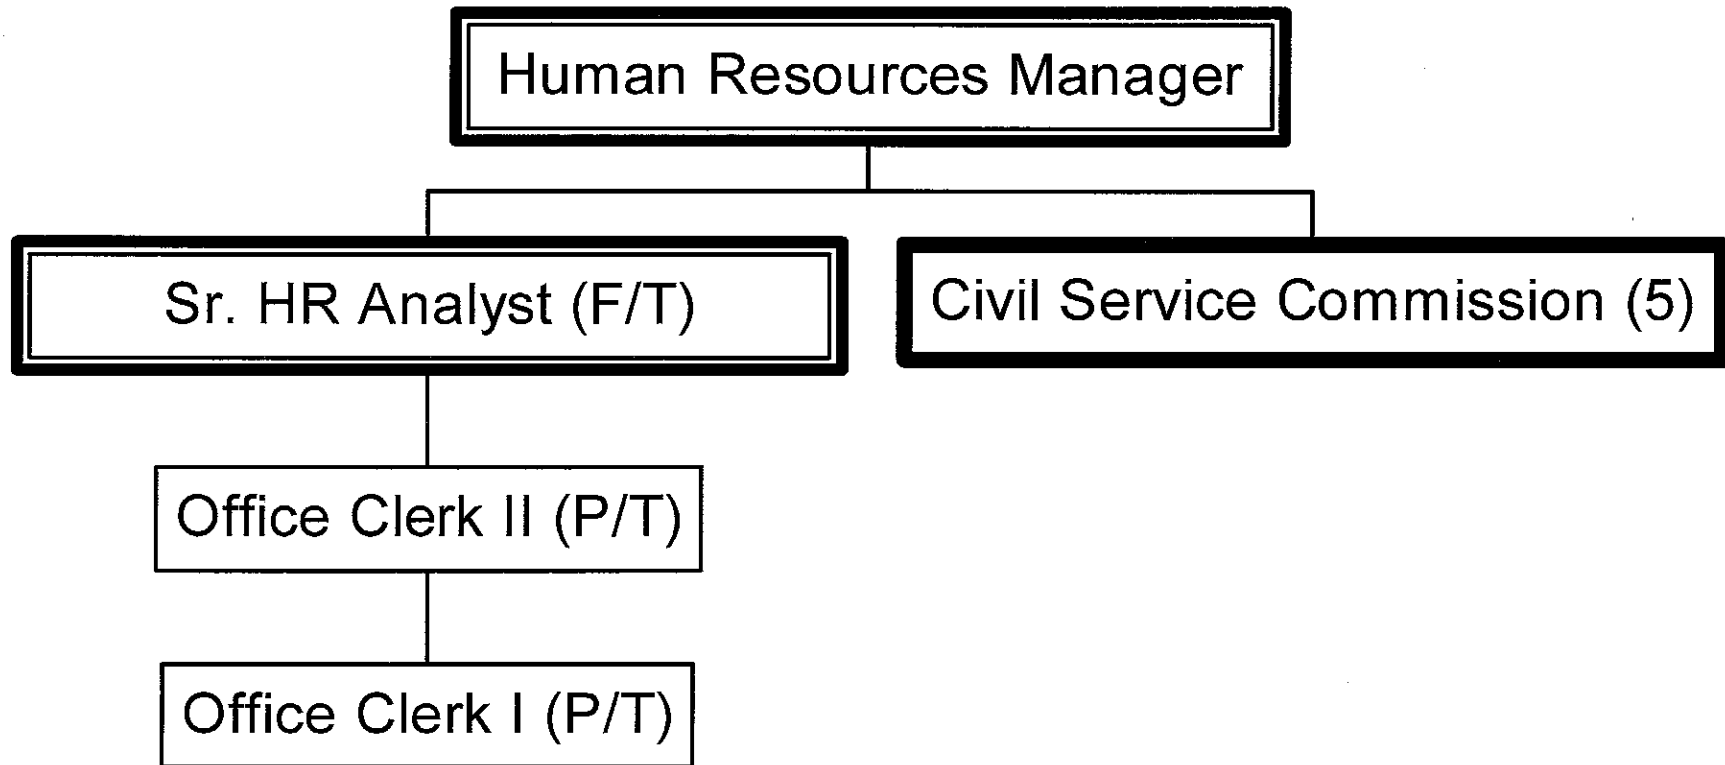 Human Resources Manager
Sr. HR Analyst (F/T)
Civil Service Commission (5)
Office Clerk II (P/T)
Office Clerk I (P/T)